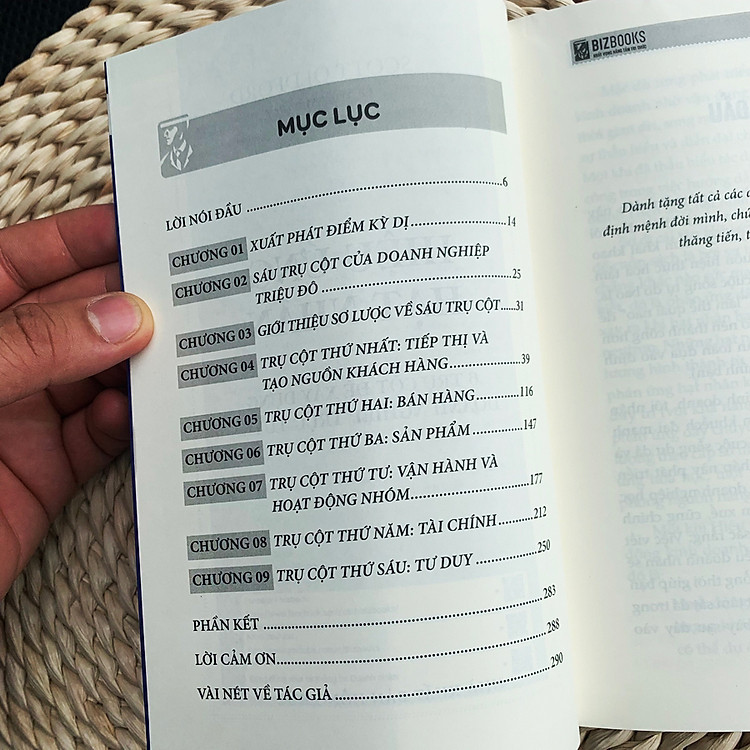 MỤC LỤC
LỜI NÓI ĐẦU ........ 6
CHƯƠNG 01 XUẤT PHÁT ĐIỂM KỲ DỊ ........ 14
CHƯƠNG 02 SÁU TRỤ CỘT CỦA DOANH NGHIỆP
TRIỆU ĐÔ ........ 25
CHƯƠNG 03 GIỚI THIỆU SƠ LƯỢC VỀ SÁU TRỤ CỘT ...... 31
CHƯƠNG 04 TRỤ CỘT THỨ NHẤT: TIẾP THỊ VÀ
TẠO NGUỒN KHÁCH HÀNG ........ 39
CHƯƠNG 05 TRỤ CỘT THỨ HAI: BÁN HÀNG ........ 116
CHƯƠNG 06 TRỤ CỘT THỨ BA: SẢN PHẨM ........ 147
CHƯƠNG 07 TRỤ CỘT THỨ TƯ: VẬN HÀNH VÀ
HOẠT ĐỘNG NHÓM ........ 177
CHƯƠNG 08 TRỤ CỘT THỨ NĂM: TÀI CHÍNH ........ 212
CHƯƠNG 09 TRỤ CỘT THỨ SÁU: TƯ DUY ........ 250
PHẦN KẾT ........ 283
LỜI CẢM ƠN ........ 288
VÀI NÉT VỀ TÁC GIẢ ........ 290
BIZBOOKS
Dành tặng tất cả các
định mệnh đời mình,
thăng tiến,